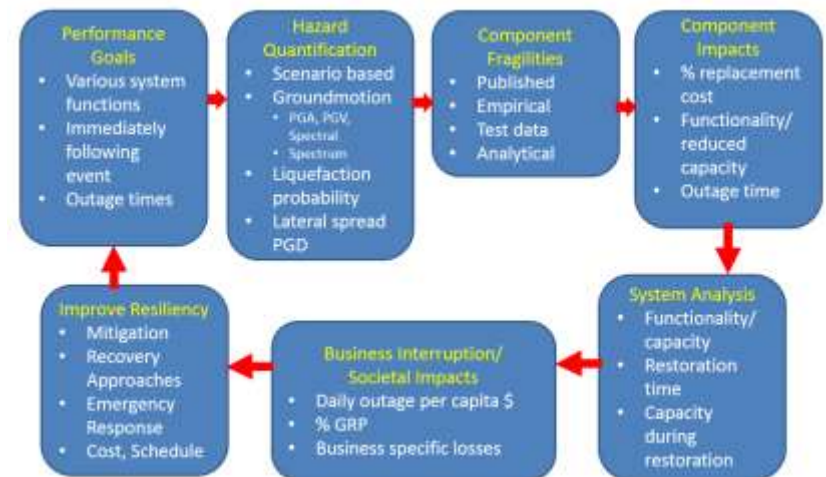 Performance
Goals
• Various system
functions
• Immediately
following
event
• Outage times
Hazard
Quantification
• Scenario based
• Groundmotion
• PGA, PGV,
Spectral
• Spectrum
• Liquefaction
probability
• Lateral spread
PGD
Component
Fragilities
• Published
• Empirical
• Test data
• Analytical
Component
Impacts
• % replacement
cost
• Functionality/
reduced
capacity
• Outage time
System Analysis
• Functionality/
capacity
• Restoration
time
• Capacity
during
restoration
Business Interruption/
Societal Impacts
• Daily outage per capita $
• % GRP
• Business specific losses
Improve Resiliency
• Mitigation
• Recovery
Approaches
• Emergency
Response
• Cost, Schedule